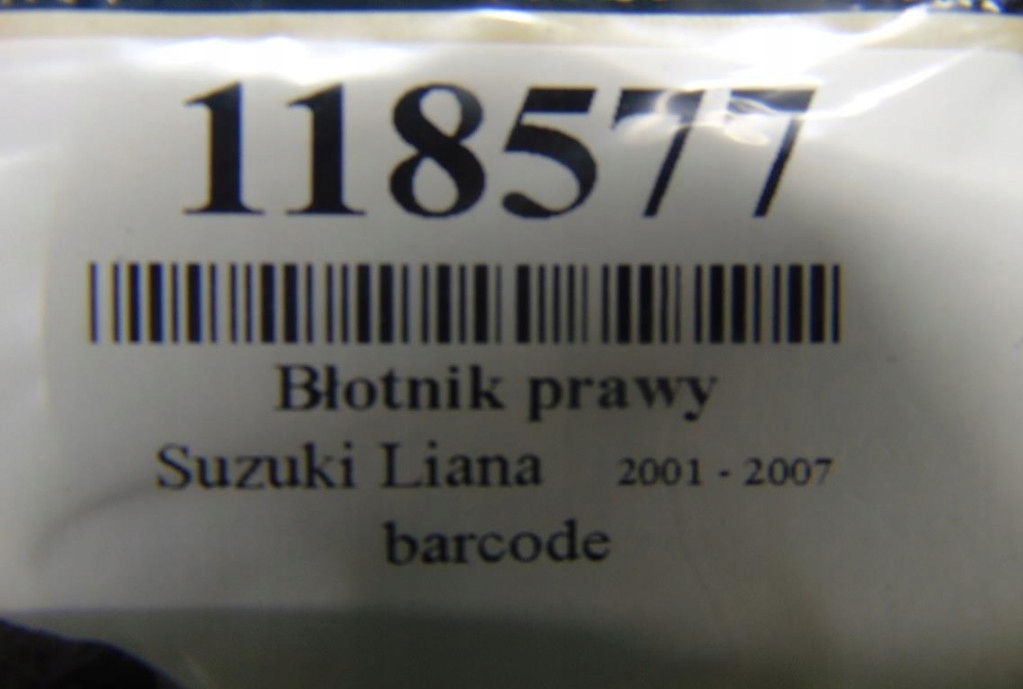 118577
Błotnik prawy
Suzuki Liana 2001 - 2007
barcode